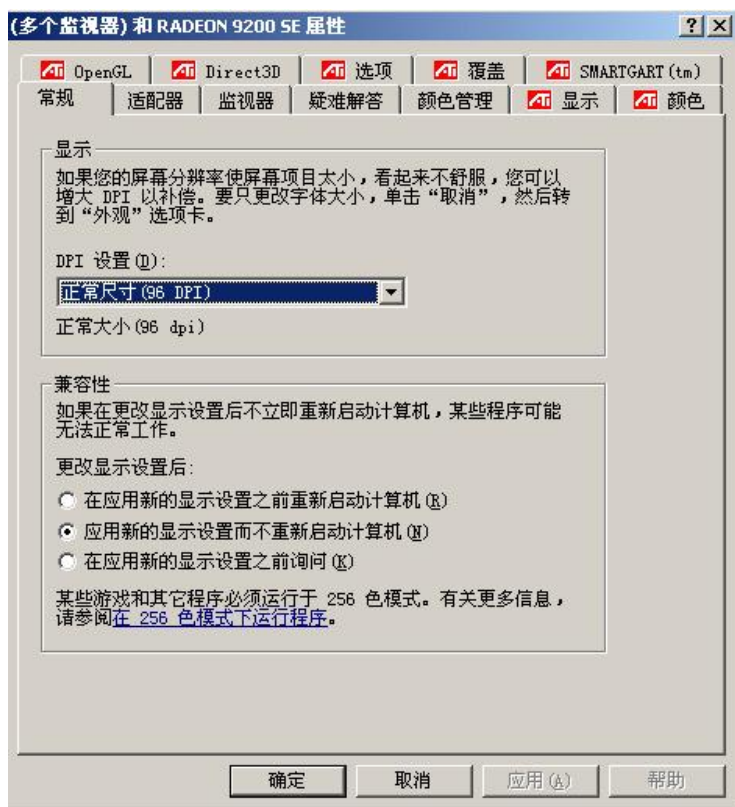 (多个监视器) 和 RADEON 9200 SE 属性
OpenGL Direct3D 选项 覆盖 SMARTGART(tm)
常规 适配器 监视器 疑难解答 颜色管理 显示 颜色
显示
如果您的屏幕分辨率使屏幕项目太小，看起来不舒服，您可以
增大 DPI 以补偿。要只更改字体大小，单击“取消”，然后转
到“外观”选项卡。
DPI 设置(D):
正常尺寸(96 DPI)
正常大小(96 dpi)
兼容性
如果在更改显示设置后不立即重新启动计算机，某些程序可能
无法正常工作。
更改显示设置后:
在应用新的显示设置之前重新启动计算机(R)
应用新的显示设置而不重新启动计算机(N)
在应用新的显示设置之前询问(K)
某些游戏和其它程序必须运行于 256 色模式。有关更多信息，
请参阅在 256 色模式下运行程序。
确定 取消 应用(A) 帮助